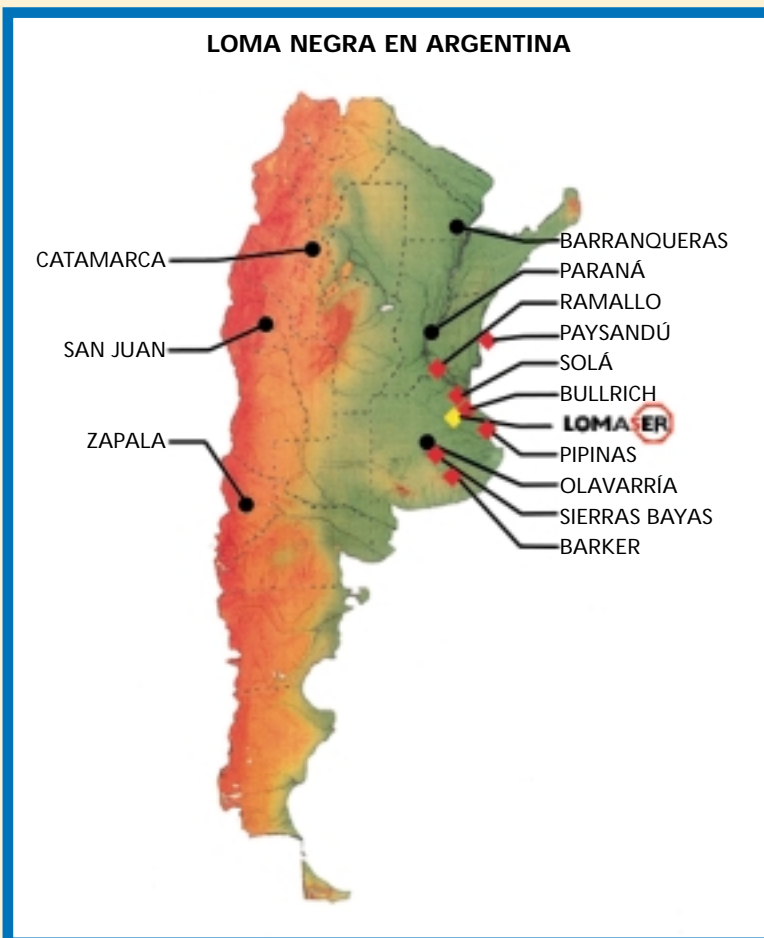 LOMA NEGRA EN ARGENTINA
CATAMARCA
SAN JUAN
ZAPALA
BARRANQUERAS
PARANÁ
RAMALLO
PAYSANDÚ
SOLÁ
BULLRICH
LOMASER
PIPINAS
OLAVARRÍA
SIERRAS BAYAS
BARKER